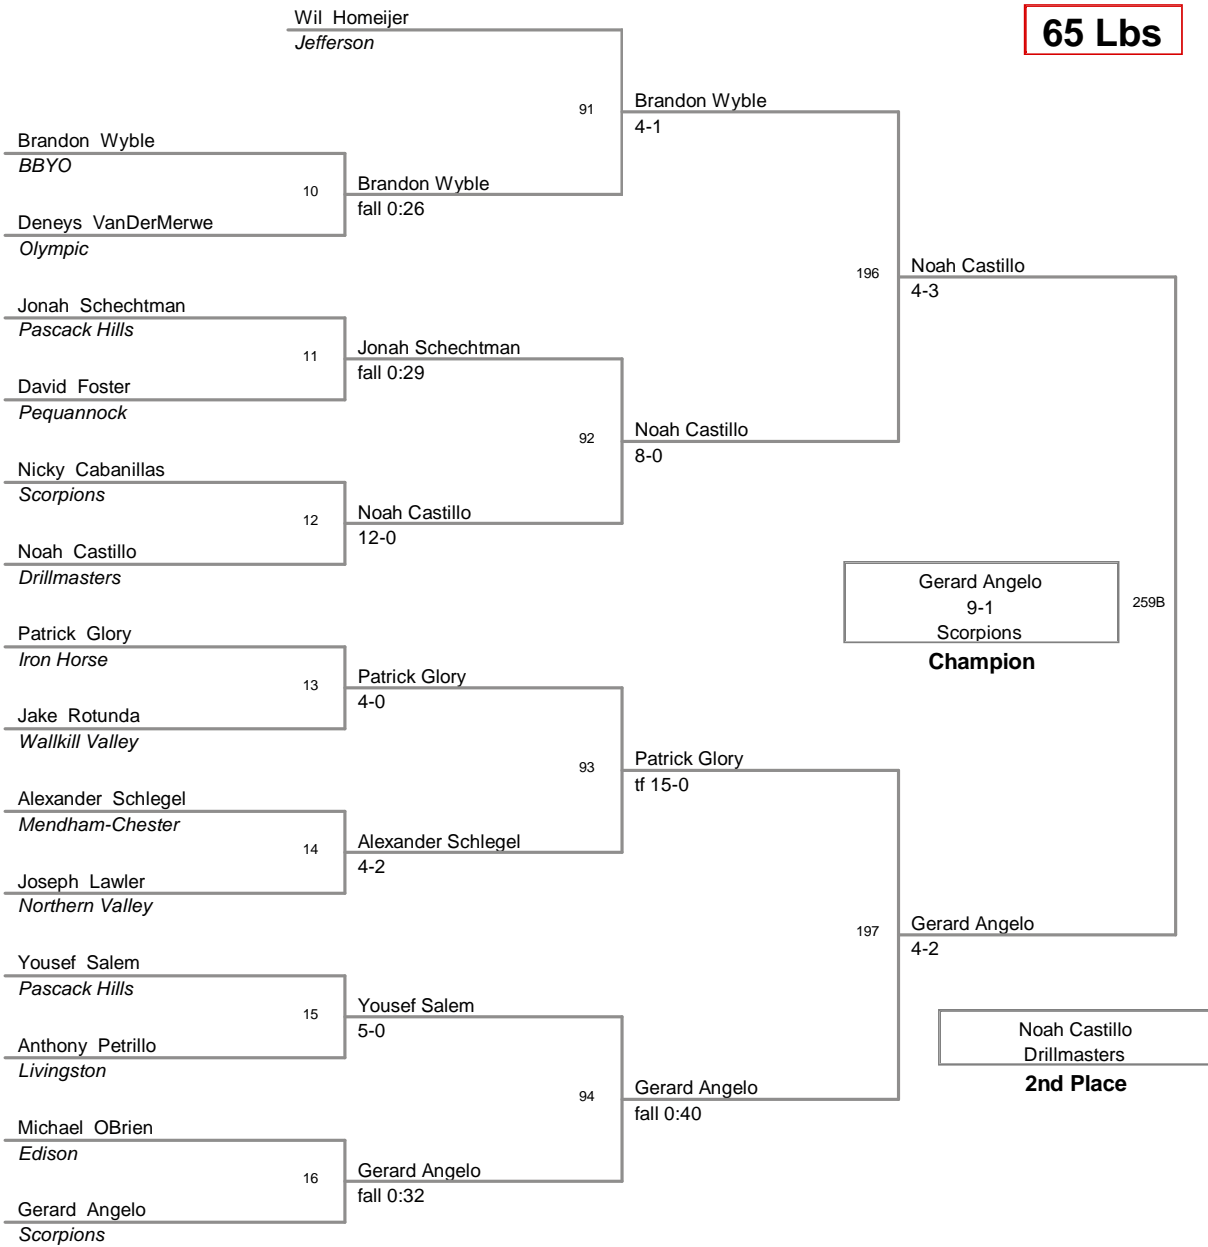 Wil Homeijer
Jefferson
65 Lbs
91
Brandon Wyble
4-1
Brandon Wyble
BBYO
10
Brandon Wyble
fall 0:26
Deneys VanDerMerwe
Olympic
196
Noah Castillo
4-3
Jonah Schechtman
Pascack Hills
11
Jonah Schechtman
fall 0:29
David Foster
Pequannock
92
Noah Castillo
8-0
Nicky Cabanillas
Scorpions
12
Noah Castillo
12-0
Noah Castillo
Drillmasters
Gerard Angelo
9-1
Scorpions
Champion
259B
Patrick Glory
Iron Horse
13
Patrick Glory
4-0
Jake Rotunda
Wallkill Valley
93
Patrick Glory
tf 15-0
Alexander Schlegel
Mendham-Chester
14
Alexander Schlegel
4-2
Joseph Lawler
Northern Valley
197
Gerard Angelo
4-2
Yousef Salem
Pascack Hills
15
Yousef Salem
5-0
Anthony Petrillo
Livingston
Noah Castillo
Drillmasters
2nd Place
94
Gerard Angelo
fall 0:40
Michael OBrien
Edison
16
Gerard Angelo
fall 0:32
Gerard Angelo
Scorpions